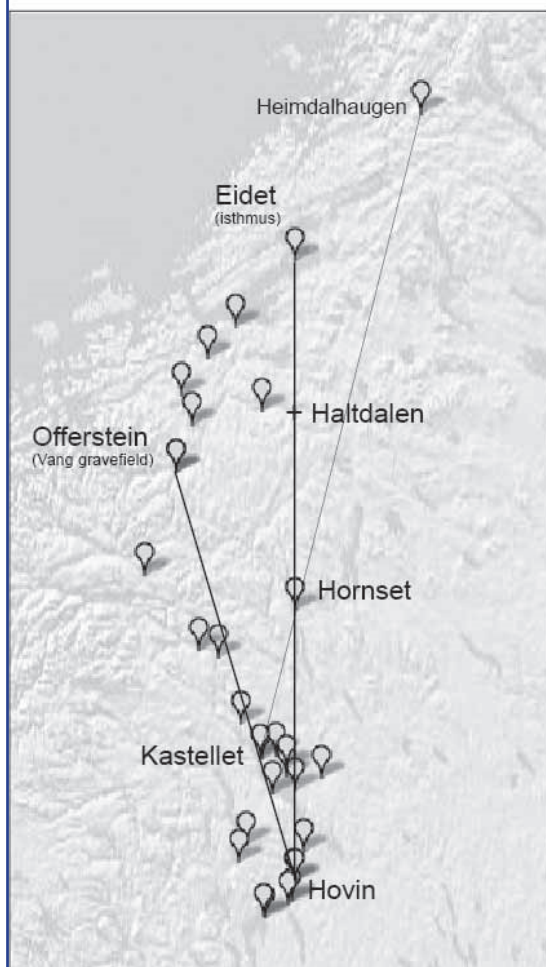 Heimdalhaugen
Eidet
(isthmus)
Haltdalen
Offerstein
(Vang gravefield)
Hornset
Kastellet
Hovin